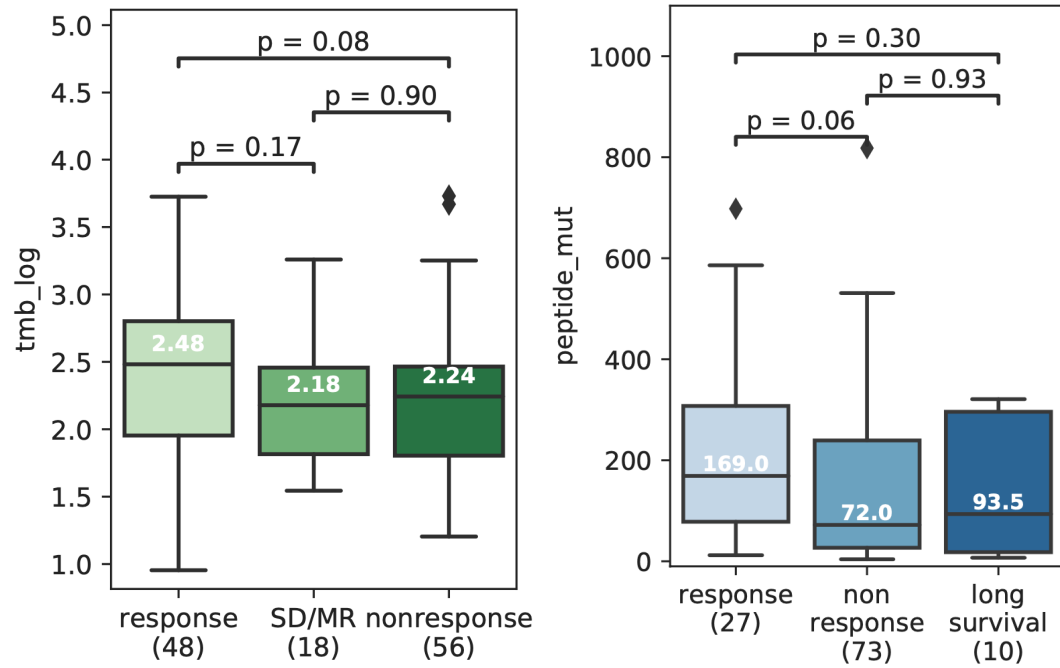 tmb_log
5.0
4.5
4.0
3.5
3.0
2.5
2.0
1.5
1.0
p = 0.08
p = 0.90
p = 0.17
2.48
2.18
2.24
response
(48)
SD/MR
(18)
nonresponse
(56)
peptide_mut
1000
800
600
400
200
0
p = 0.30
p = 0.93
p = 0.06
169.0
72.0
93.5
response
(27)
non
response
(73)
long
survival
(10)